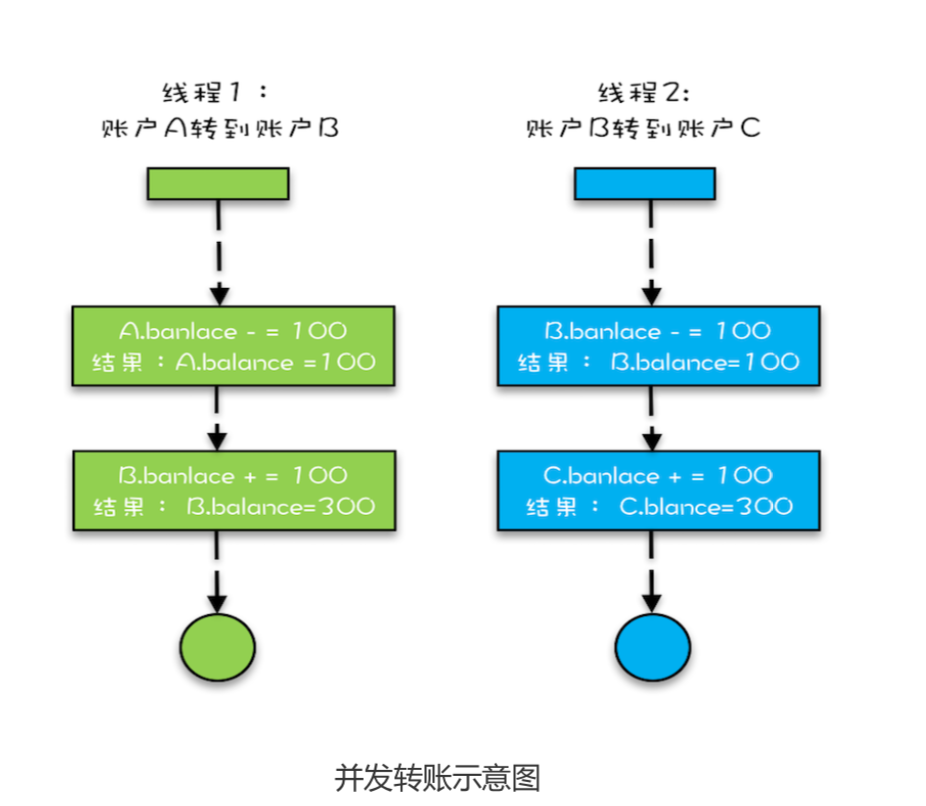 线程1：
账户A转到账户B
线程2:
账户B转到账户C
A.banlace - = 100
结果：A.balance =100
B.banlace - = 100
结果： B.balance=100
B.banlace + = 100
结果： B.balance=300
C.banlace + = 100
结果： C.blance=300
并发转账示意图